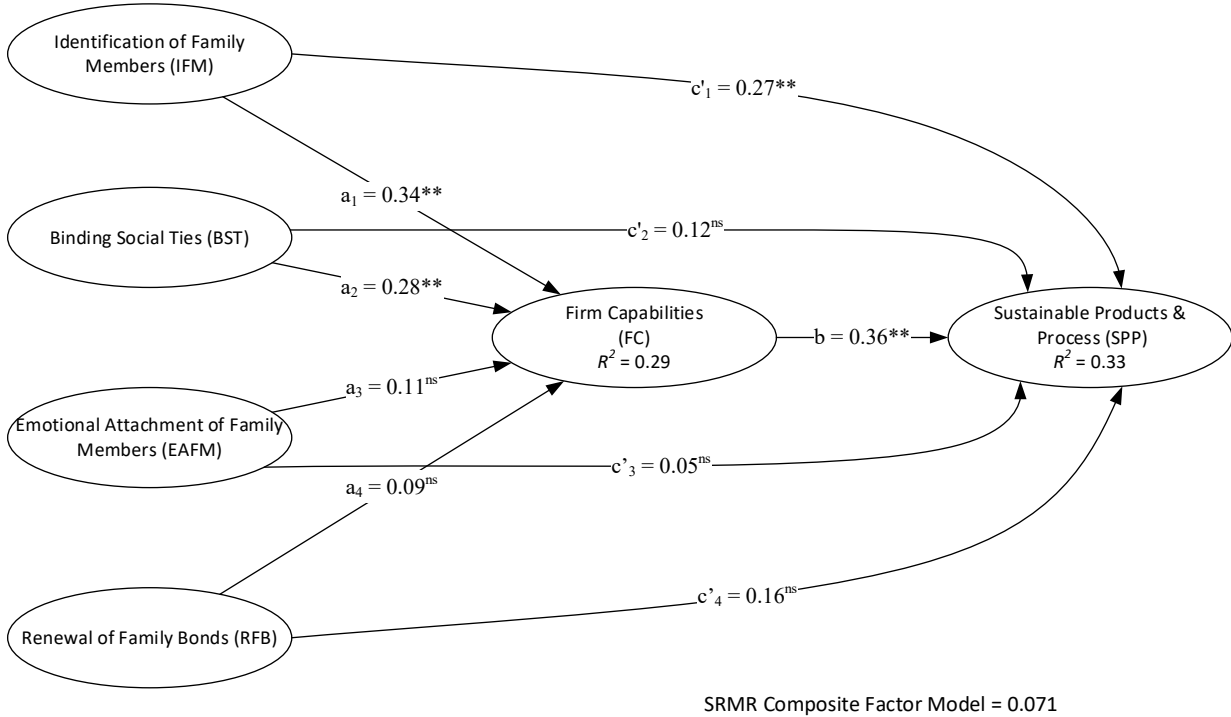 Identification of Family
Members (IFM)
c'₁ = 0.27**
a₁ = 0.34**
Binding Social Ties (BST)
c'₂ = 0.12ⁿˢ
a₂ = 0.28**
Firm Capabilities
(FC)
R² = 0.29
b = 0.36**
Sustainable Products &
Process (SPP)
R² = 0.33
a₃ = 0.11ⁿˢ
Emotional Attachment of Family
Members (EAFM)
c’₃ = 0.05ⁿˢ
a₄ = 0.09ⁿˢ
c’₄ = 0.16ⁿˢ
Renewal of Family Bonds (RFB)
SRMR Composite Factor Model = 0.071